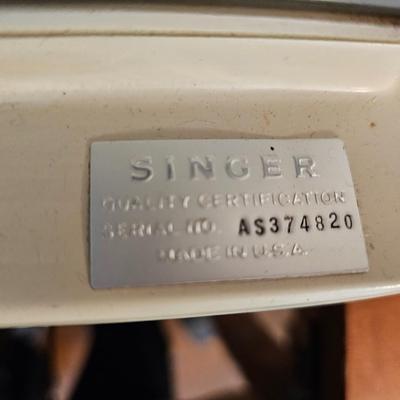 SINGER
QUALITY CERTIFICATION
SERIAL NO. AS374820
MADE IN U.S.A.